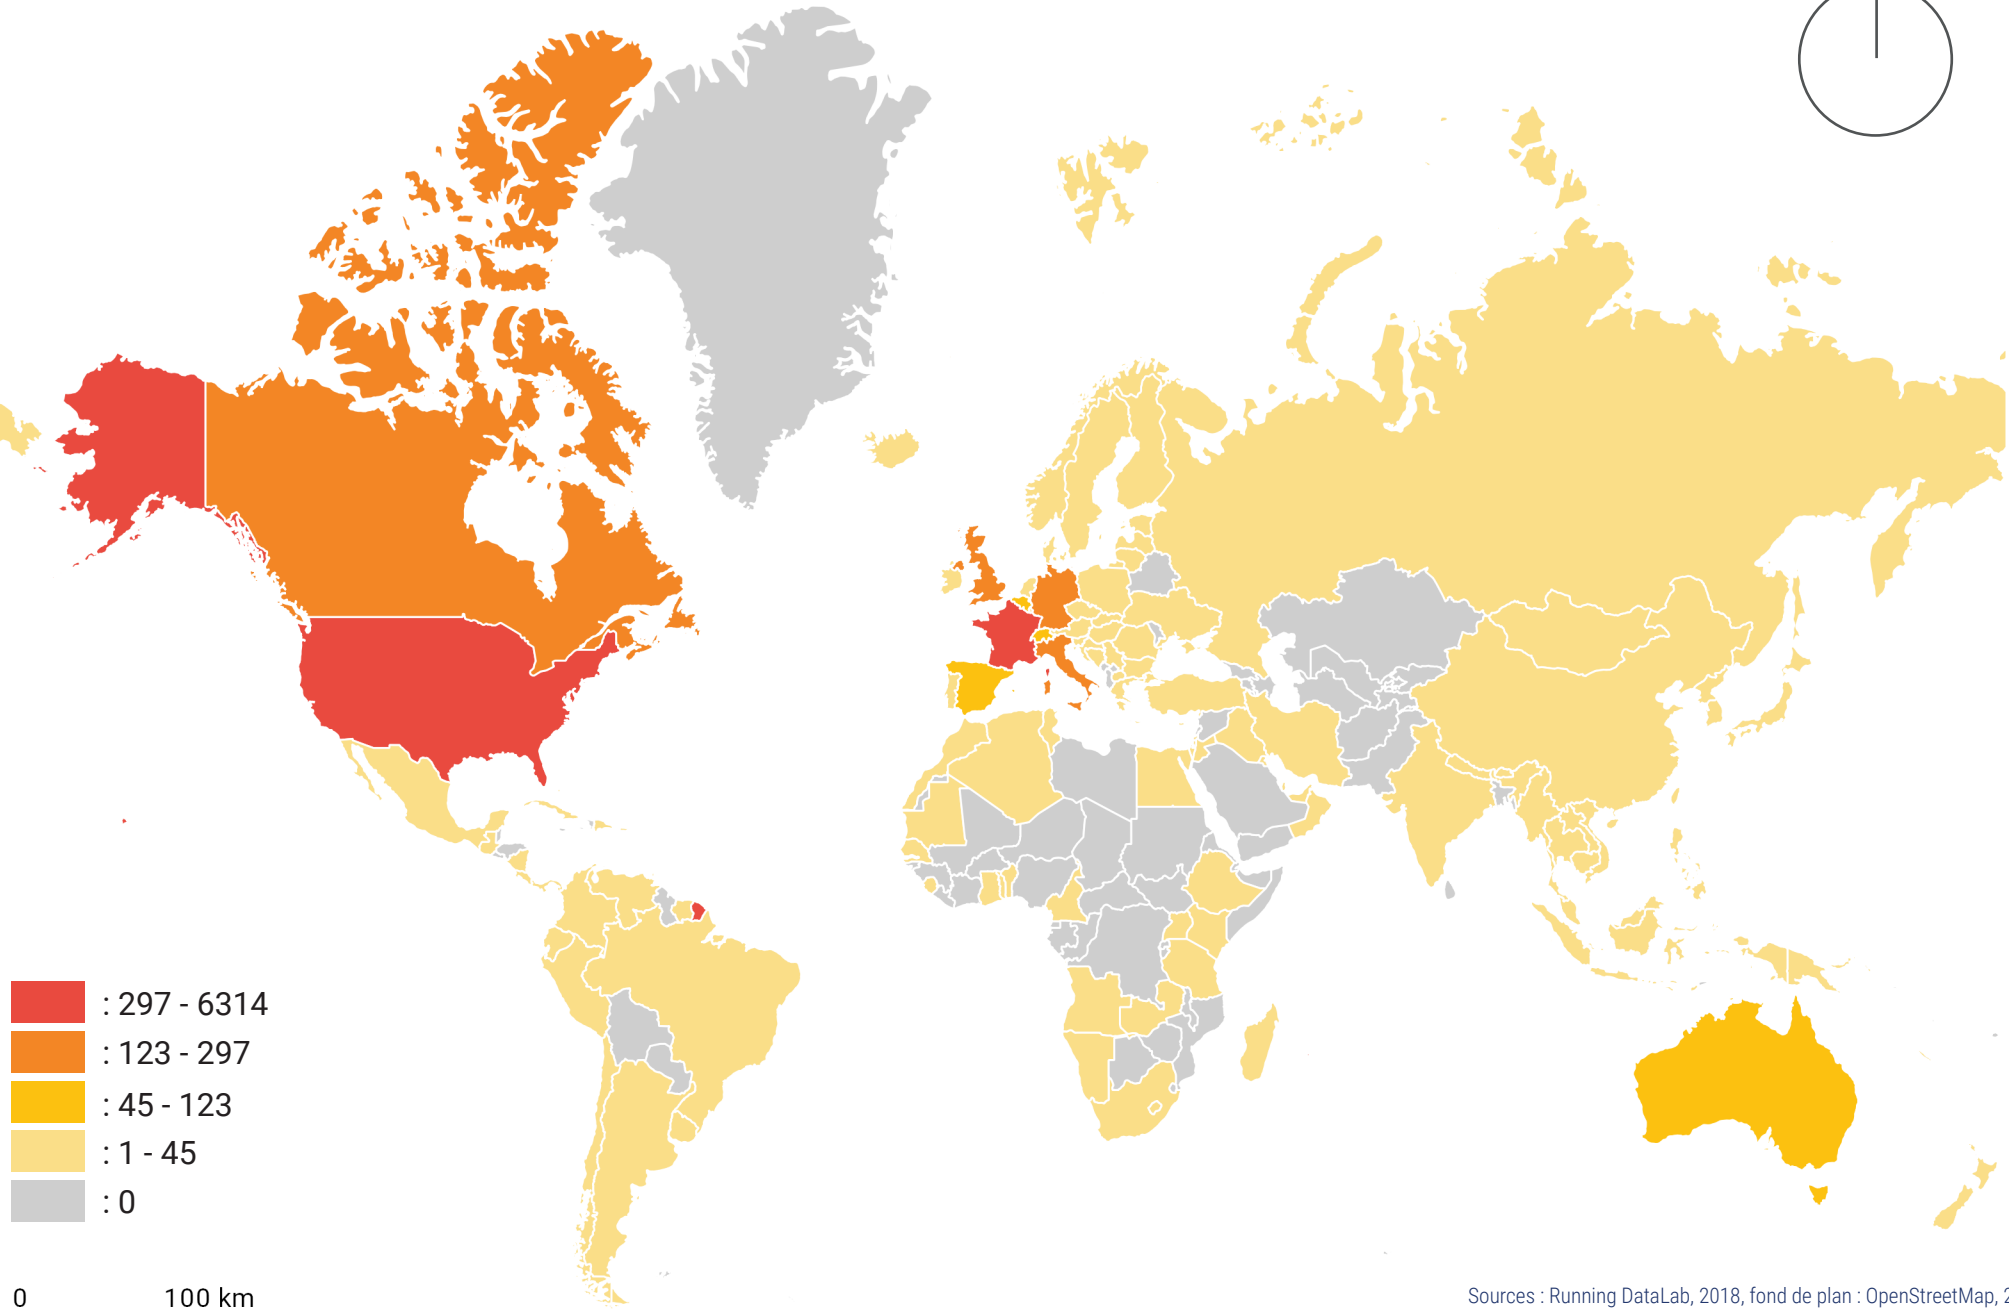 : 297 - 6314
: 123 - 297
: 45 - 123
: 1 - 45
: 0
0 100 km
Sources : Running DataLab, 2018, fond de plan : OpenStreetMap,